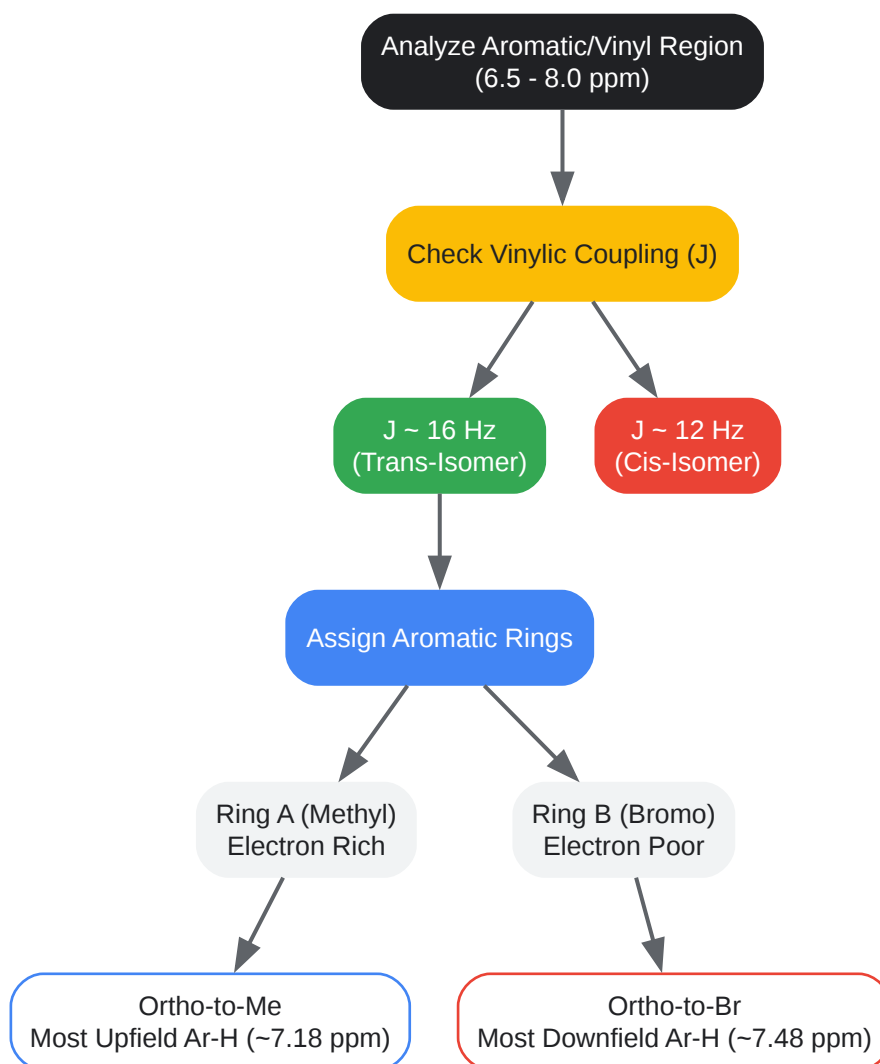 Analyze Aromatic/Vinyl Region
(6.5 - 8.0 ppm)
Check Vinylic Coupling (J)
J ~ 16 Hz
(Trans-Isomer)
J ~ 12 Hz
(Cis-Isomer)
Assign Aromatic Rings
Ring A (Methyl)
Electron Rich
Ring B (Bromo)
Electron Poor
Ortho-to-Me
Most Upfield Ar-H (~7.18 ppm)
Ortho-to-Br
Most Downfield Ar-H (~7.48 ppm)